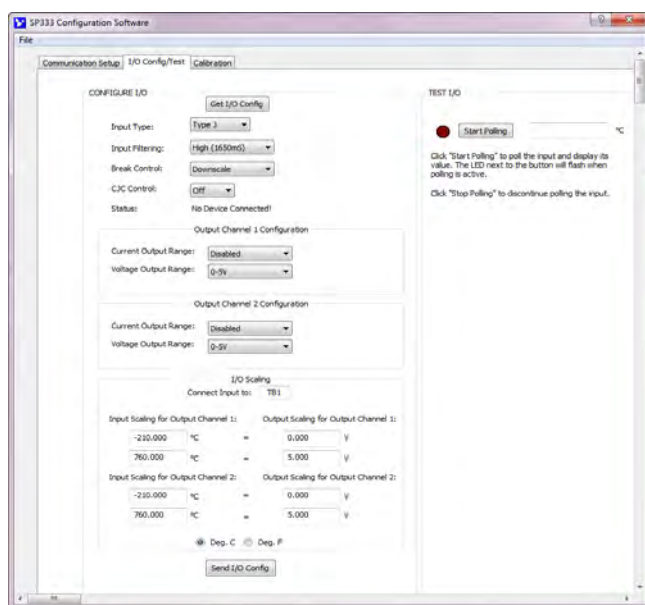 SP333 Configuration Software
File
Communication Setup I/O Config/Test Calibration
CONFIGURE I/O
Get I/O Config
Input Type: Type J
Input Filtering: High (1650mS)
Break Control: Downscale
CJC Control: Off
Status: No Device Connected!
Output Channel 1 Configuration
Current Output Range: Disabled
Voltage Output Range: 0-5V
Output Channel 2 Configuration
Current Output Range: Disabled
Voltage Output Range: 0-5V
I/O Scaling
Connect Input to: TB1
Input Scaling for Output Channel 1: Output Scaling for Output Channel 1:
-210.000 ºC = 0.000 V
760.000 ºC = 5.000 V
Input Scaling for Output Channel 2: Output Scaling for Output Channel 2:
-210.000 ºC = 0.000 V
760.000 ºC = 5.000 V
Deg. C Deg. F
Send I/O Config
TEST I/O
Start Polling ºC
Click "Start Polling" to poll the input and display its
value. The LED next to the button will flash when
polling is active.
Click "Stop Polling" to discontinue polling the input.